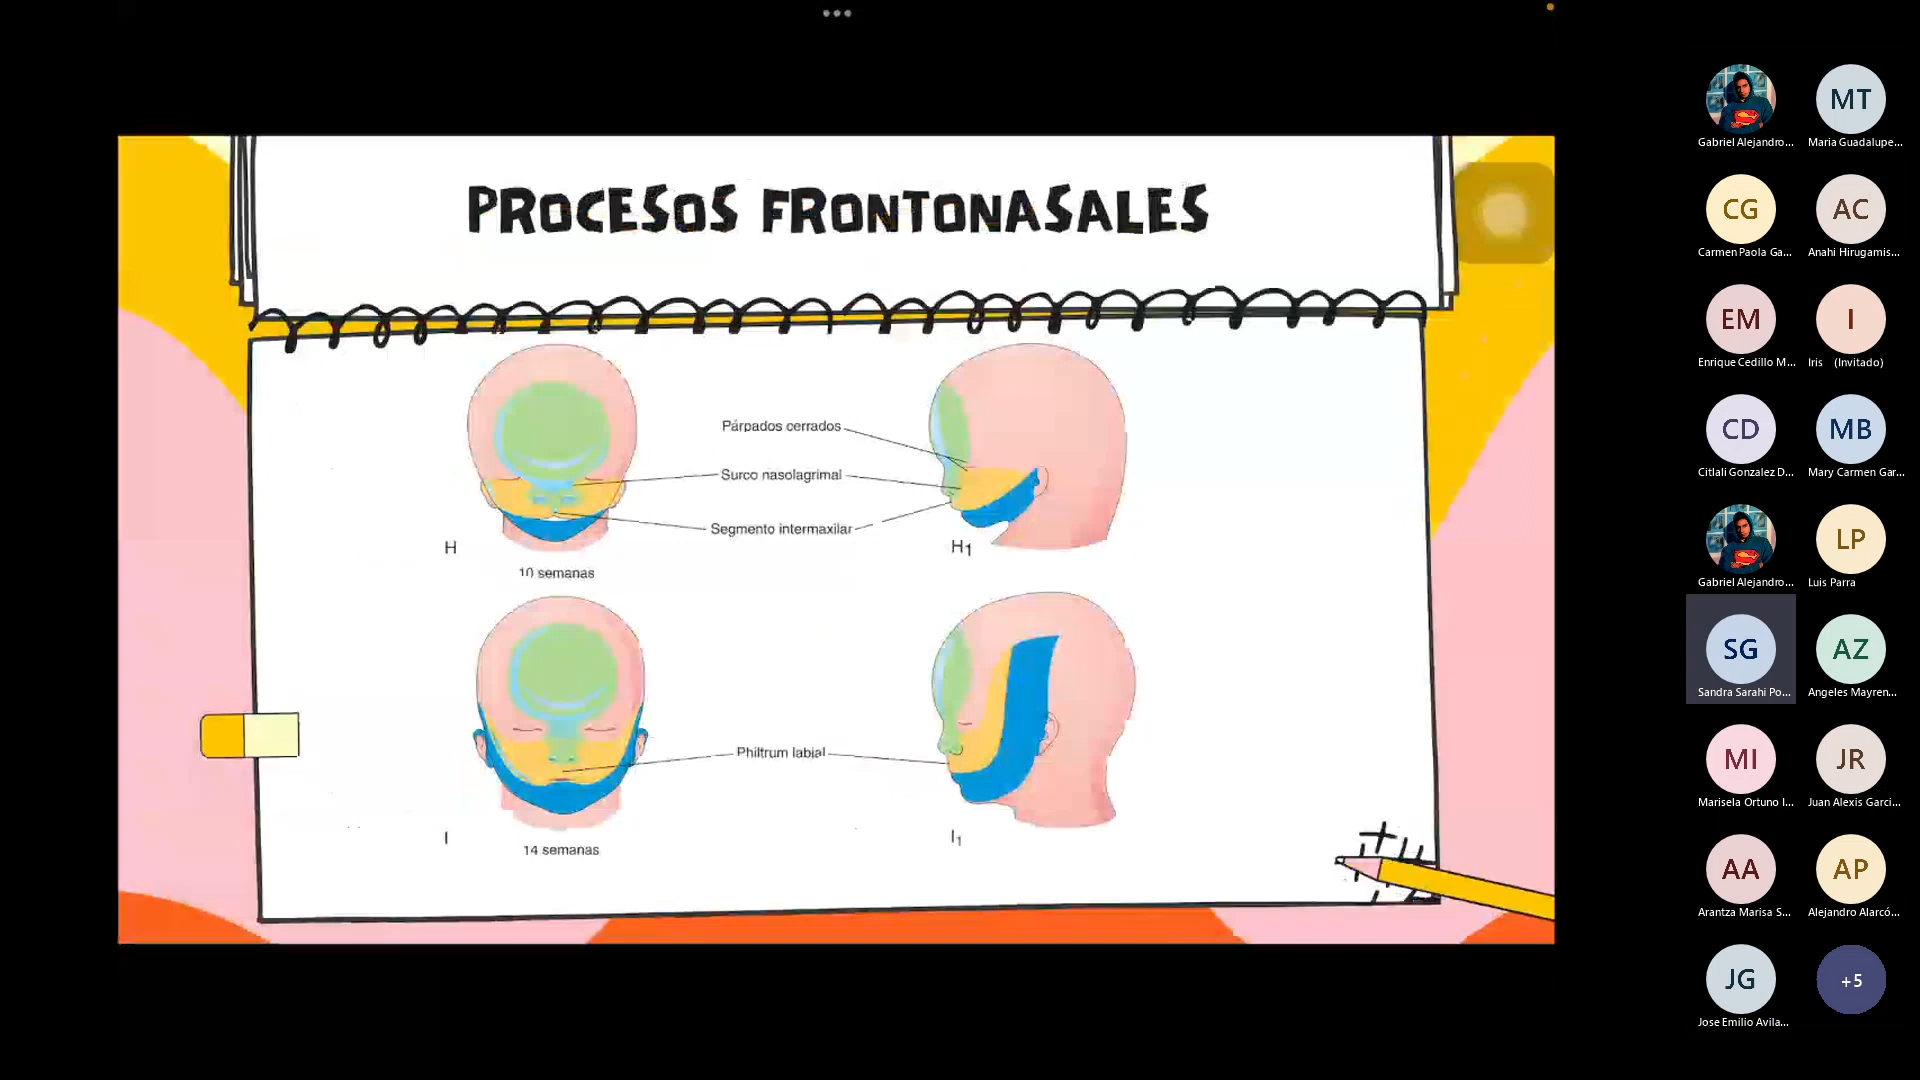 PROCESOS FRONTONASALES
Párpados cerrados
Surco nasolagrimal
Segmento intermaxilar
H
H1
10 semanas
Philtrum labial
I
I1
14 semanas
MT
Gabriel Alejandro...
Maria Guadalupe...
CG
AC
Carmen Paola Ga...
Anahi Hirugamis...
EM
I
Enrique Cedillo M...
Iris (Invitado)
CD
MB
Citlali Gonzalez D...
Mary Carmen Gar...
LP
Gabriel Alejandro...
Luis Parra
SG
AZ
Sandra Sarahi Po...
Angeles Mayren...
MI
JR
Marisela Ortuno I...
Juan Alexis Garci...
AA
AP
Arantza Marisa S...
Alejandro Alarcó...
JG
+5
Jose Emilio Avila...